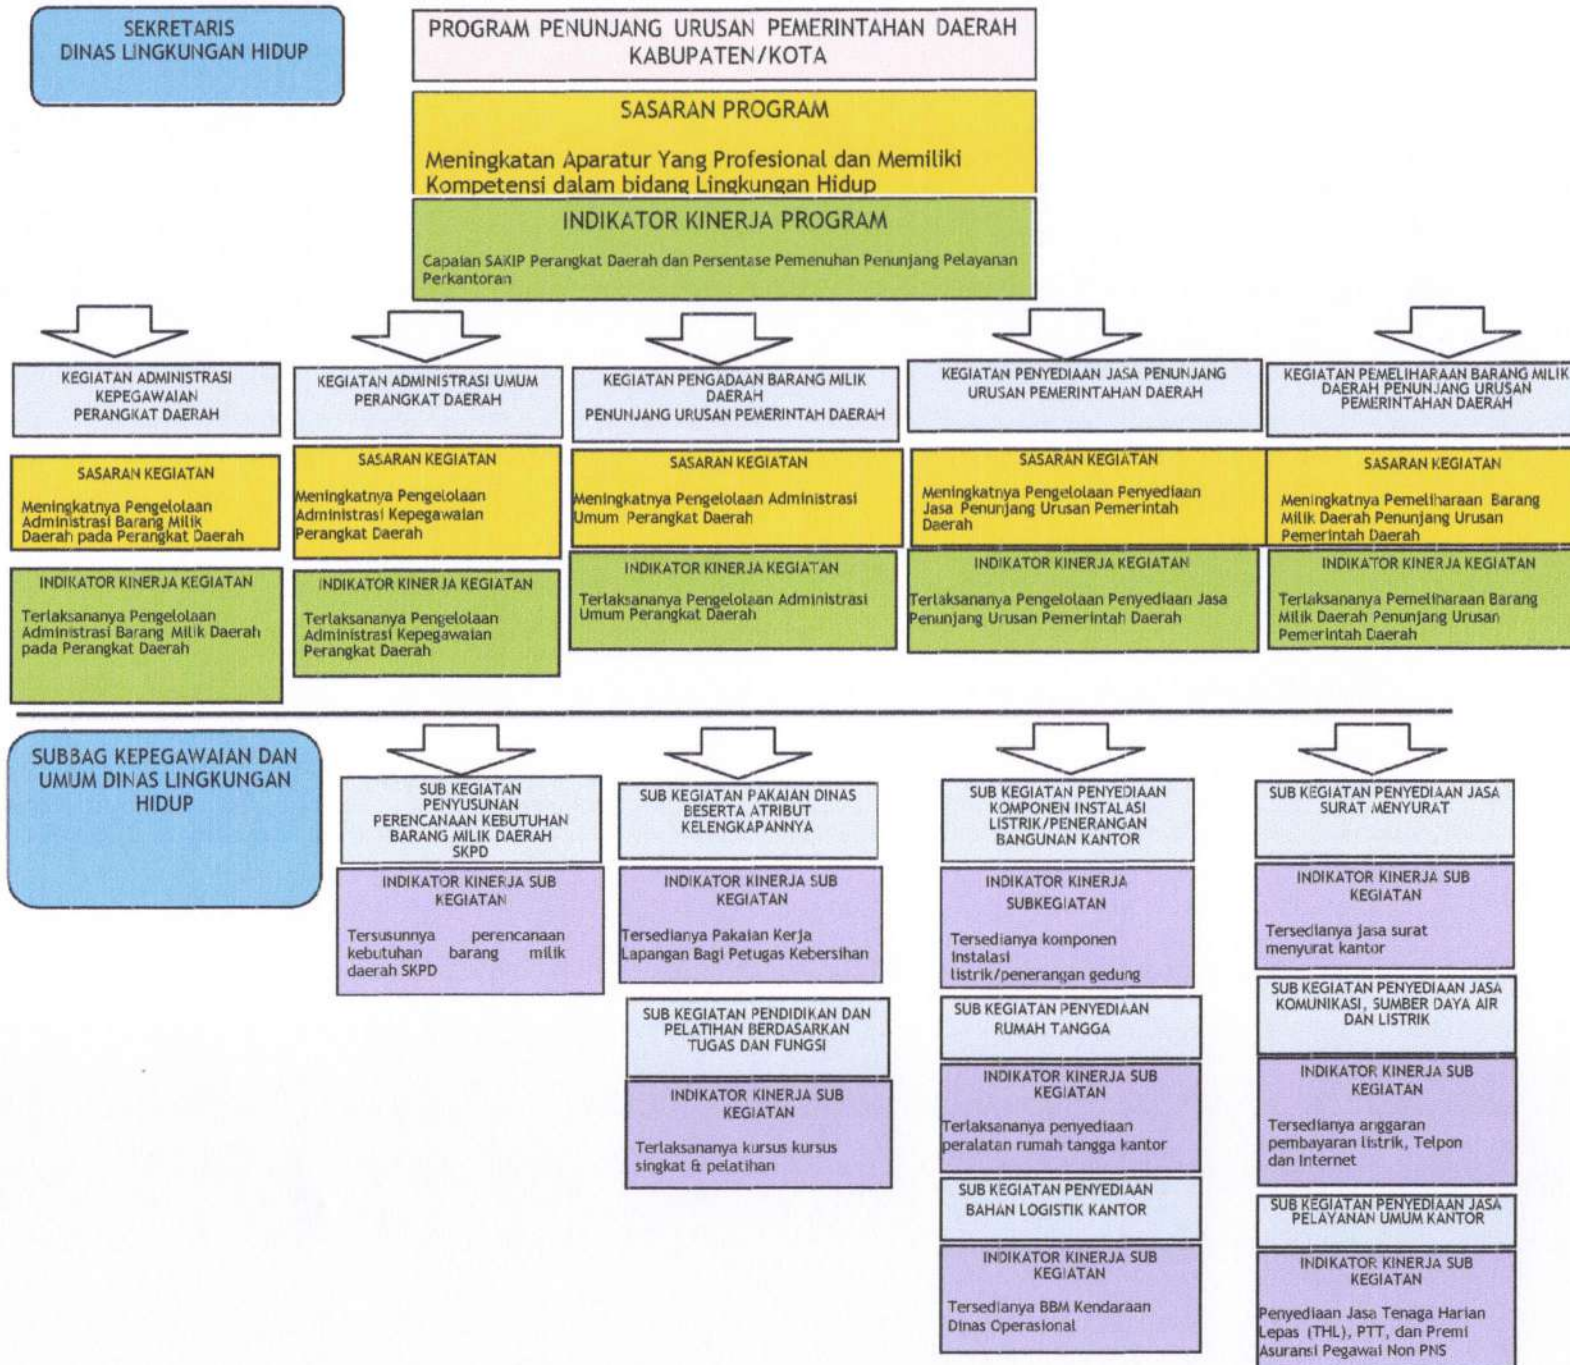 SEKRETARIS
DINAS LINGKUNGAN HIDUP
PROGRAM PENUNJANG URUSAN PEMERINTAHAN DAERAH
KABUPATEN/KOTA
SASARAN PROGRAM
Meningkatan Aparatur Yang Profesional dan Memiliki
Kompetensi dalam bidang Lingkungan Hidup
INDIKATOR KINERJA PROGRAM
Capaian SAKIP Perangkat Daerah dan Persentase Pemenuhan Penunjang Pelayanan
Perkantoran
KEGIATAN ADMINISTRASI
KEPEGAWAIAN
PERANGKAT DAERAH
SASARAN KEGIATAN
Meningkatnya Pengelolaan
Administrasi Barang Milik
Daerah pada Perangkat Daerah
INDIKATOR KINERJA KEGIATAN
Terlaksananya Pengelolaan
Administrasi Barang Milik Daerah
pada Perangkat Daerah
KEGIATAN ADMINISTRASI UMUM
PERANGKAT DAERAH
SASARAN KEGIATAN
Meningkatnya Pengelolaan
Administrasi Kepegawaian
Perangkat Daerah
INDIKATOR KINERJA KEGIATAN
Terlaksananya Pengelolaan
Administrasi Kepegawaian
Perangkat Daerah
KEGIATAN PENGADAAN BARANG MILIK
DAERAH
PENUNJANG URUSAN PEMERINTAH DAERAH
SASARAN KEGIATAN
Meningkatnya Pengelolaan Administrasi
Umum Perangkat Daerah
INDIKATOR KINERJA KEGIATAN
Terlaksananya Pengelolaan Administrasi
Umum Perangkat Daerah
KEGIATAN PENYEDIAAN JASA PENUNJANG
URUSAN PEMERINTAHAN DAERAH
SASARAN KEGIATAN
Meningkatnya Pengelolaan Penyediaan
Jasa Penunjang Urusan Pemerintah
Daerah
INDIKATOR KINERJA KEGIATAN
Terlaksananya Pengelolaan Penyediaan Jasa
Penunjang Urusan Pemerintah Daerah
KEGIATAN PEMELIHARAAN BARANG MILIK
DAERAH PENUNJANG URUSAN
PEMERINTAHAN DAERAH
SASARAN KEGIATAN
Meningkatnya Pemeliharaan Barang
Milik Daerah Penunjang Urusan
Pemerintah Daerah
INDIKATOR KINERJA KEGIATAN
Terlaksananya Pemeliharaan Barang
Milik Daerah Penunjang Urusan
Pemerintah Daerah
SUBBAG KEPEGAWAIAN DAN
UMUM DINAS LINGKUNGAN
HIDUP
SUB KEGIATAN
PENYUSUNAN
PERENCANAAN KEBUTUHAN
BARANG MILIK DAERAH
SKPD
INDIKATOR KINERJA SUB
KEGIATAN
Tersusunnya perencanaan
kebutuhan barang milik
daerah SKPD
SUB KEGIATAN PAKAIAN DINAS
BESERTA ATRIBUT
KELENGKAPANNYA
INDIKATOR KINERJA SUB
KEGIATAN
Tersedianya Pakaian Kerja
Lapangan Bagi Petugas Kebersihan
SUB KEGIATAN PENDIDIKAN DAN
PELATIHAN BERDASARKAN
TUGAS DAN FUNGSI
INDIKATOR KINERJA SUB
KEGIATAN
Terlaksananya kursus kursus
singkat & pelatihan
SUB KEGIATAN PENYEDIAAN
KOMPONEN INSTALASI
LISTRIK/PENERANGAN
BANGUNAN KANTOR
INDIKATOR KINERJA
SUBKEGIATAN
Tersedianya komponen
instalasi
listrik/penerangan gedung
SUB KEGIATAN PENYEDIAAN
RUMAH TANGGA
INDIKATOR KINERJA SUB
KEGIATAN
Terlaksananya penyediaan
peralatan rumah tangga kantor
SUB KEGIATAN PENYEDIAAN
BAHAN LOGISTIK KANTOR
INDIKATOR KINERJA SUB
KEGIATAN
Tersedianya BBM Kendaraan
Dinas Operasional
SUB KEGIATAN PENYEDIAN JASA
SURAT MENYURAT
INDIKATOR KINERJA SUB
KEGIATAN
Tersedianya jasa surat
menyurat kantor
SUB KEGIATAN PENYEDIAAN JASA
KOMUNIKASI, SUMBER DAYA AIR
DAN LISTRIK
INDIKATOR KINERJA SUB
KEGIATAN
Tersedianya anggaran
pembayaran listrik, Telpon
dan Internet
SUB KEGIATAN PENYEDIAAN JASA
PELAYANAN UMUM KANTOR
INDIKATOR KINERJA SUB
KEGIATAN
Penyediaan Jasa Tenaga Harian
Lepas (THL), PTT, dan Premi
Asuransi Pegawai Non PNS